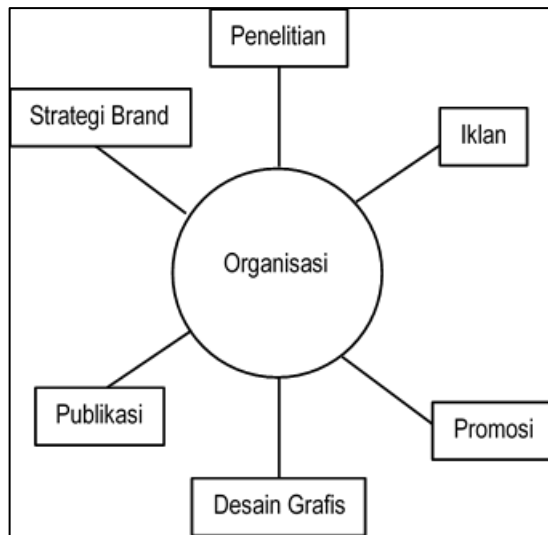 Penelitian
Strategi Brand
Iklan
Organisasi
Publikasi
Promosi
Desain Grafis